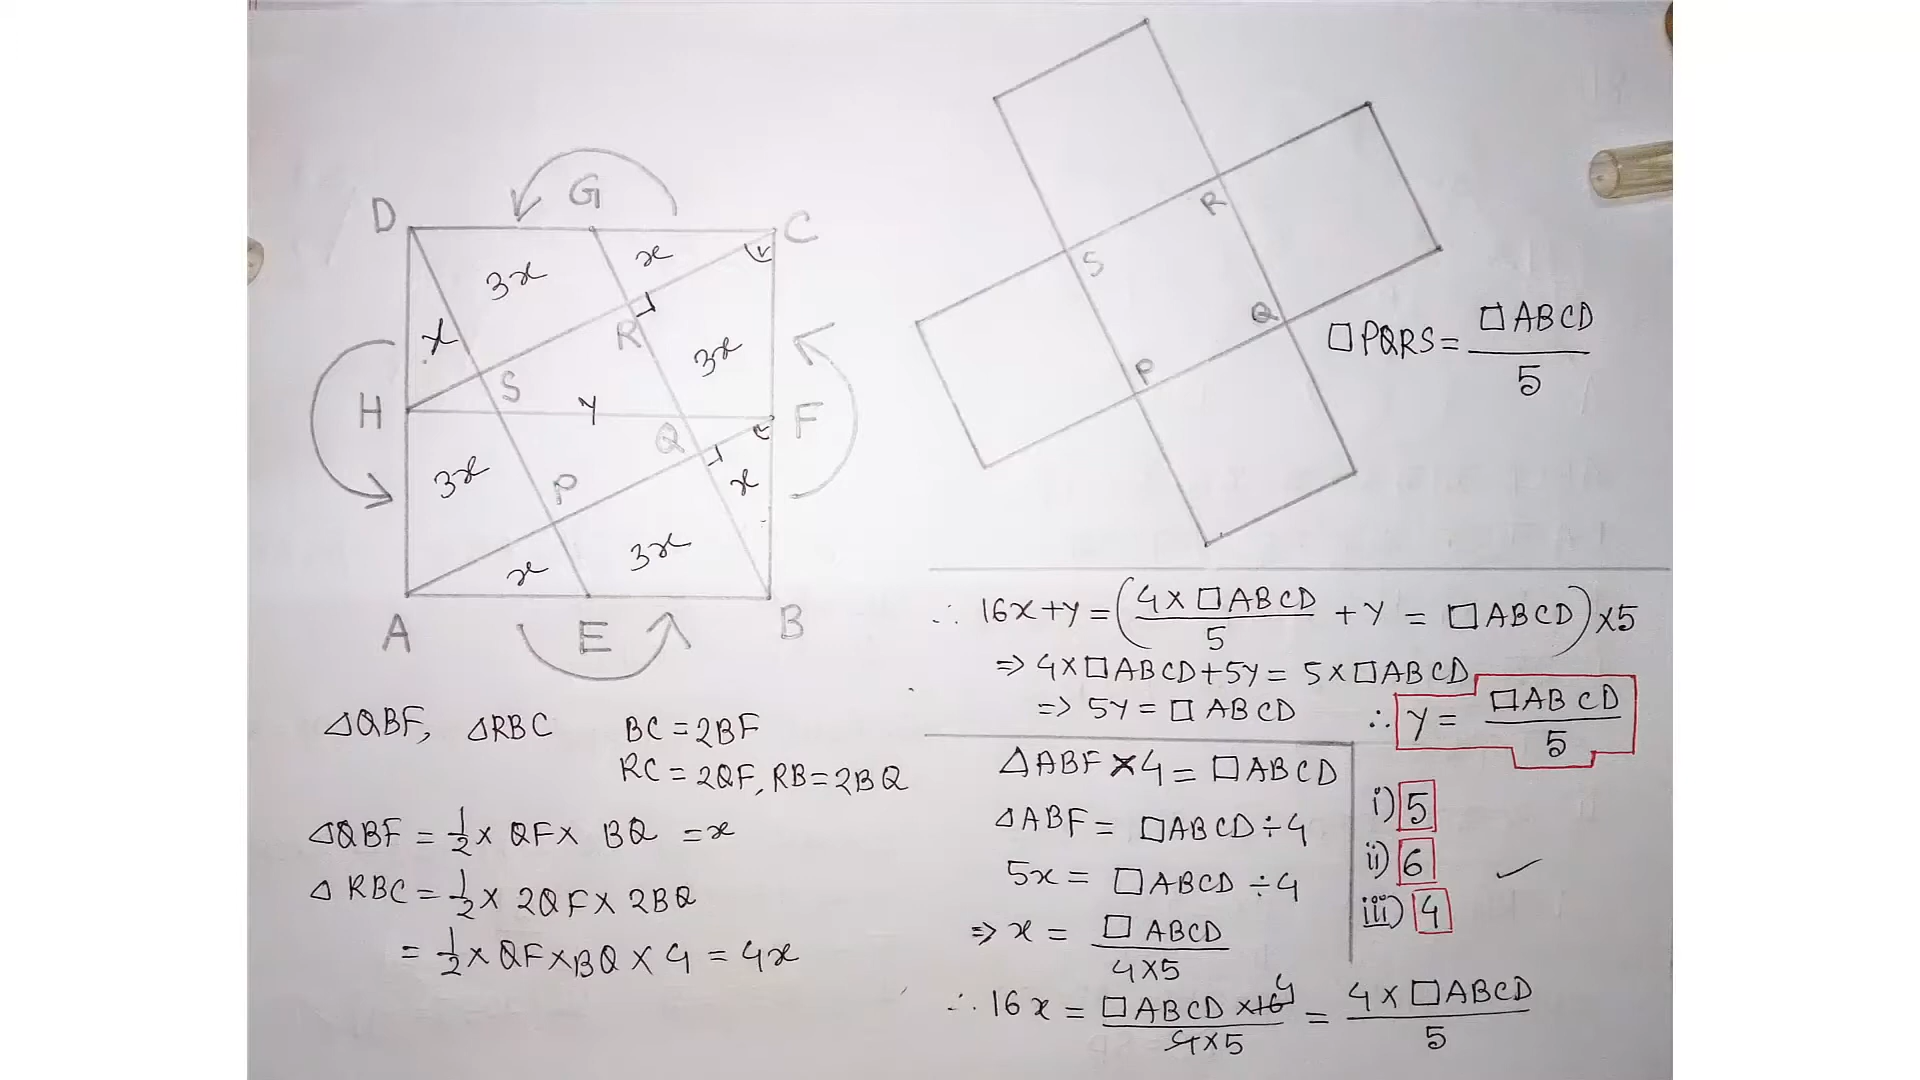 G
D
C
3x
x
x
R
3x
S
H
y
F
Q
3x
P
x
3x
x
A
E
B
R
S
Q
P
□PQRS = □ABCD / 5
∴ 16x+y = (4×□ABCD / 5 + y = □ABCD)×5
⇒ 4×□ABCD+5y = 5×□ABCD
⇒ 5y = □ABCD ∴ y = □ABCD / 5
△QBF, △RBC BC = 2BF
RC = 2QF, RB = 2BQ
△QBF = 1/2 × QF × BQ = x
△RBC = 1/2 × 2QF × 2BQ
= 1/2 × QF × BQ × 4 = 4x
△ABF × 4 = □ABCD
△ABF = □ABCD ÷ 4
5x = □ABCD ÷ 4
⇒ x = □ABCD / 4×5
∴ 16x = □ABCD ×16 4 / 4×5 = 4×□ABCD / 5
i) 5
ii) 6
iii) 4